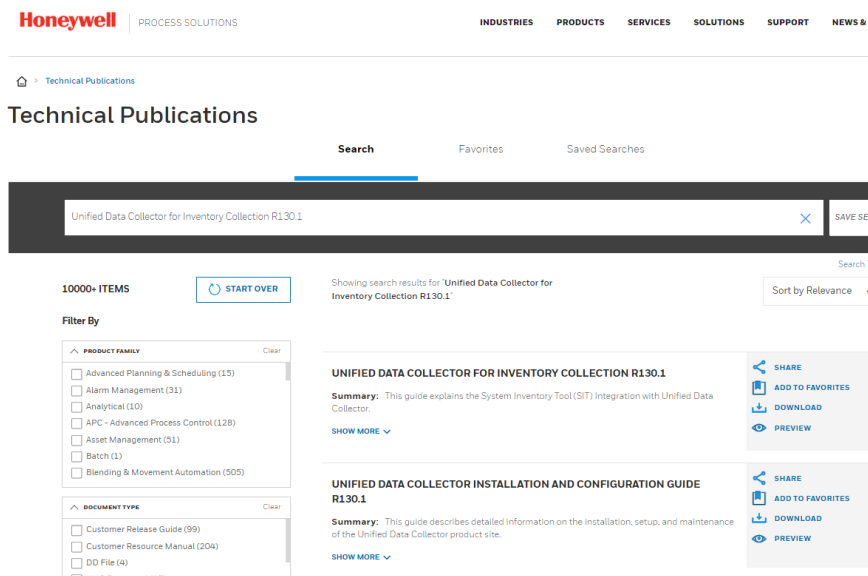 Honeywell PROCESS SOLUTIONS
INDUSTRIES PRODUCTS SERVICES SOLUTIONS SUPPORT NEWS &
> Technical Publications
Technical Publications
Search Favorites Saved Searches
Unified Data Collector for Inventory Collection R130.1
SAVE SE
Search
10000+ ITEMS
START OVER
Showing search results for "Unified Data Collector for
Inventory Collection R130.1"
Sort by Relevance
Filter By
PRODUCT FAMILY Clear
Advanced Planning & Scheduling (15)
Alarm Management (31)
Analytical (10)
APC - Advanced Process Control (128)
Asset Management (51)
Batch (1)
Blending & Movement Automation (505)
DOCUMENT TYPE Clear
Customer Release Guide (99)
Customer Resource Manual (204)
DD File (4)
UNIFIED DATA COLLECTOR FOR INVENTORY COLLECTION R130.1
Summary: This guide explains the System Inventory Tool (SIT) Integration with Unified Data
Collector.
SHOW MORE
SHARE
ADD TO FAVORITES
DOWNLOAD
PREVIEW
UNIFIED DATA COLLECTOR INSTALLATION AND CONFIGURATION GUIDE
R130.1
Summary: This guide describes detailed information on the installation, setup, and maintenance
of the Unified Data Collector product site.
SHOW MORE
SHARE
ADD TO FAVORITES
DOWNLOAD
PREVIEW